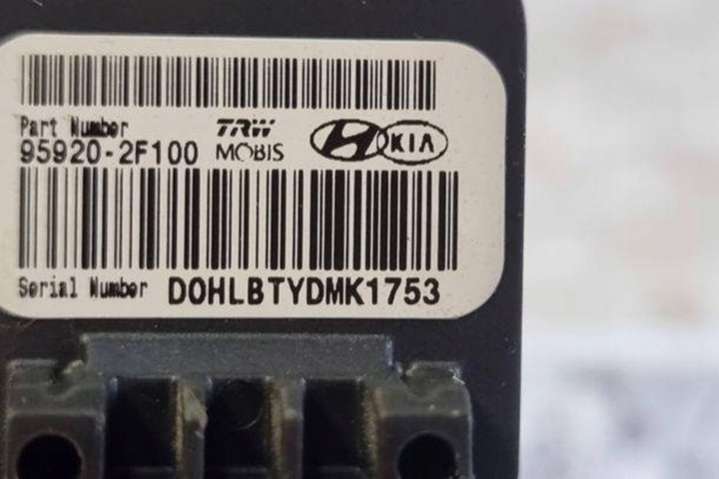 Part Number TRW
95920-2F100 MOBIS KIA
Serial Number DOHLBTYDMK1753